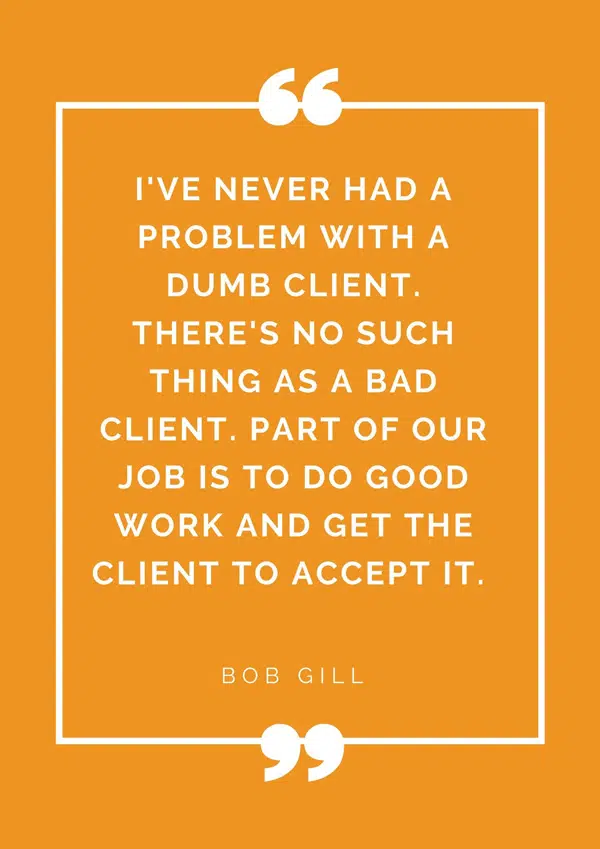 “
I'VE NEVER HAD A
PROBLEM WITH A
DUMB CLIENT.
THERE'S NO SUCH
THING AS A BAD
CLIENT. PART OF OUR
JOB IS TO DO GOOD
WORK AND GET THE
CLIENT TO ACCEPT IT.
BOB GILL
”